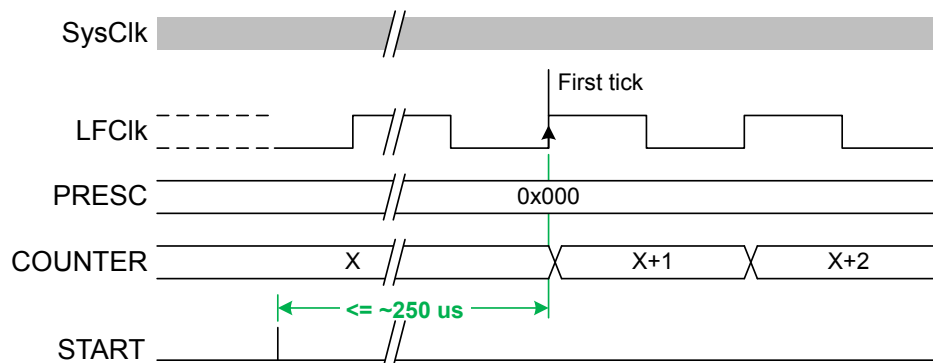 SysClk
First tick
LFClk
PRESC
0x000
COUNTER
X
X+1
X+2
<= ~250 us
START